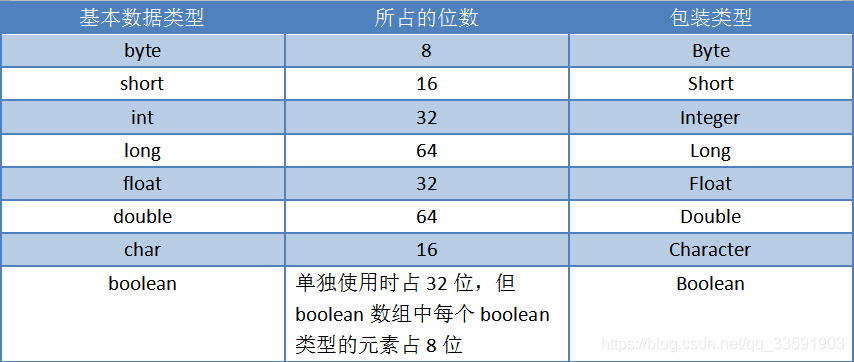 基本数据类型 所占的位数 包装类型
byte 8 Byte
short 16 Short
int 32 Integer
long 64 Long
float 32 Float
double 64 Double
char 16 Character
boolean 单独使用时占 32 位，但 Boolean
boolean 数组中每个 boolean
类型的元素占 8 位
https://blog.csdn.net/qq_33591903